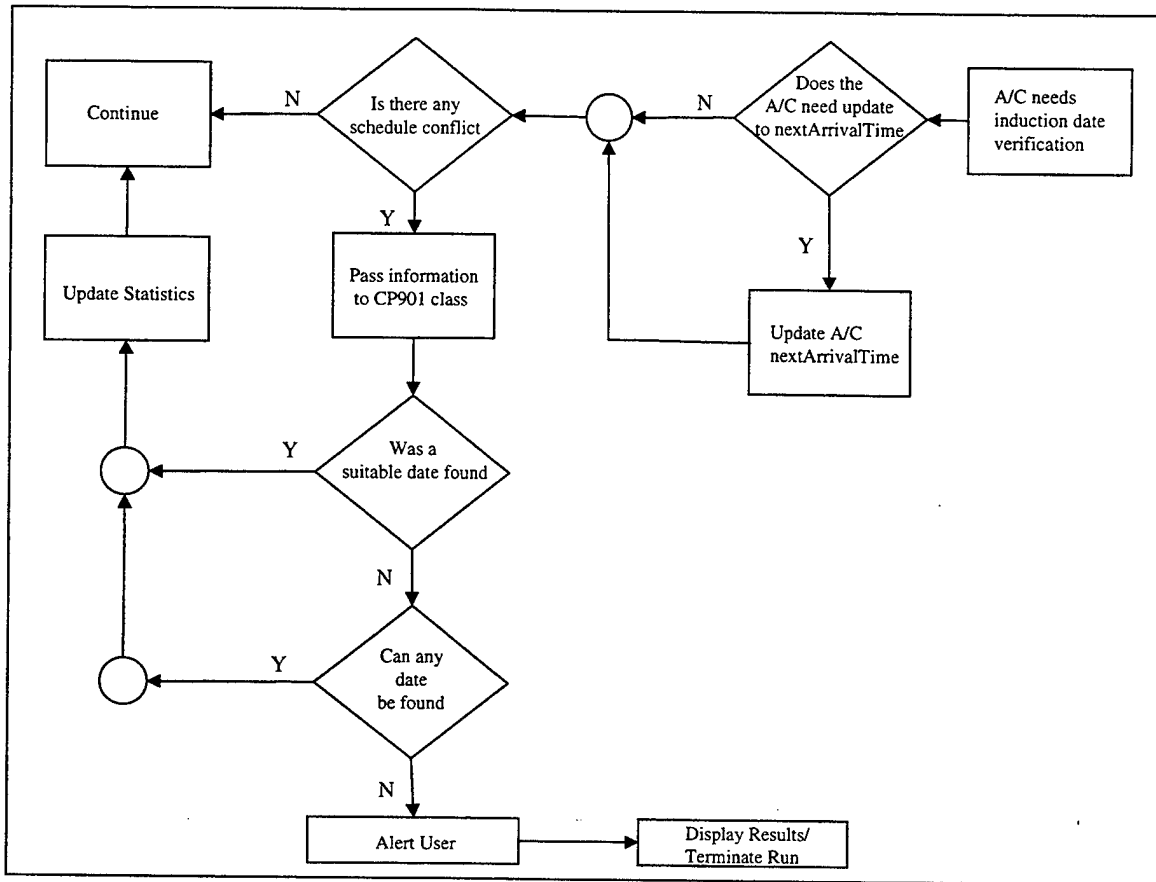 A/C needs
induction date
verification
Does the
A/C need update
to nextArrivalTime
N
Y
Update A/C
nextArrivalTime
Is there any
schedule conflict
N
Continue
Y
Pass information
to CP901 class
Update Statistics
Was a
suitable date found
Y
N
Can any
date
be found
Y
N
Alert User
Display Results/
Terminate Run